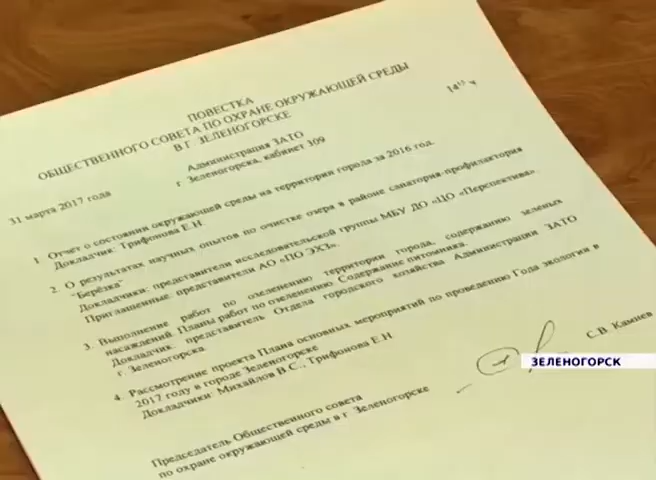 ПОВЕСТКА
ОБЩЕСТВЕННОГО СОВЕТА ПО ОХРАНЕ ОКРУЖАЮЩЕЙ СРЕДЫ
В Г. ЗЕЛЕНОГОРСКЕ
31 марта 2017 года
Администрация ЗАТО
г. Зеленогорска, кабинет 309
14¹⁵ ч
1. Отчет о состоянии окружающей среды на территории города за 2016 год.
Докладчик: Трифонова Е.Н.
2. О результатах научных опытов по очистке озера в районе санатория-профилактория
"Берёзка"
Докладчики: представители исследовательской группы МБУ ДО «ЦО «Перспектива».
Приглашенные: представители АО «ПО ЭХЗ».
3. Выполнение работ по озеленению территории города, содержанию зеленых
насаждений. Планы работ по озеленению. Содержание питомника.
Докладчик: представитель Отдела городского хозяйства Администрации ЗАТО
г. Зеленогорска.
4. Рассмотрение проекта Плана основных мероприятий по проведению Года экологии в
2017 году в городе Зеленогорске
Докладчики: Михайлов В.С., Трифонова Е.Н.
Председатель Общественного совета
по охране окружающей среды в г. Зеленогорске
С.В. Камнев
ЗЕЛЕНОГОРСК